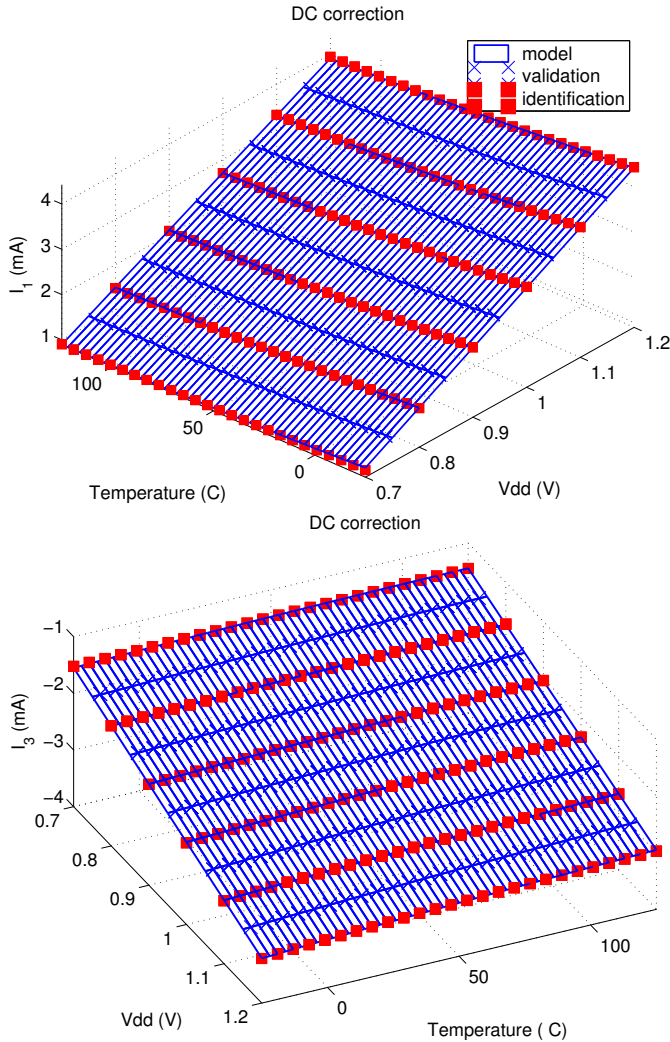 DC correction
model
validation
identification
4
3
2
1
I_1 (mA)
100
50
0
Temperature (C)
0.7
0.8
0.9
1
1.1
1.2
Vdd (V)
DC correction
−1
−2
−3
−4
I_3 (mA)
0.7
0.8
0.9
1
1.1
1.2
Vdd (V)
0
50
100
Temperature ( C)